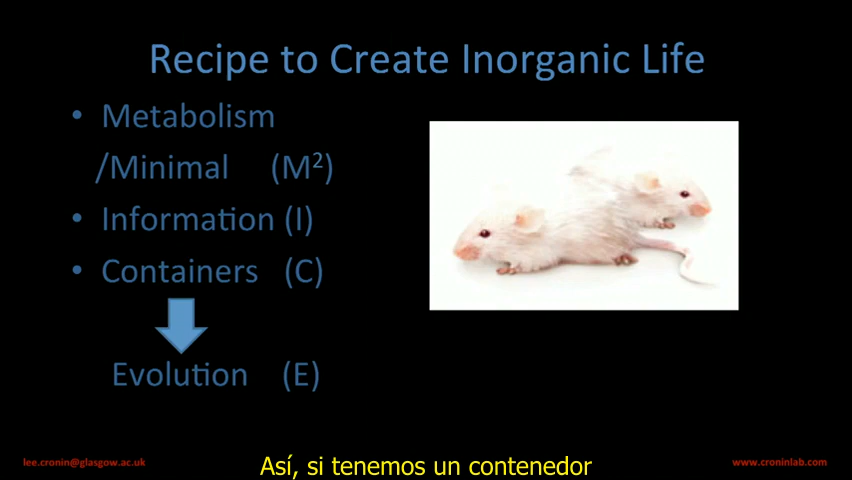 Recipe to Create Inorganic Life
• Metabolism
/Minimal (M²)
• Information (I)
• Containers (C)
Evolution (E)
lee.cronin@glasgow.ac.uk
www.croninlab.com
Así, si tenemos un contenedor